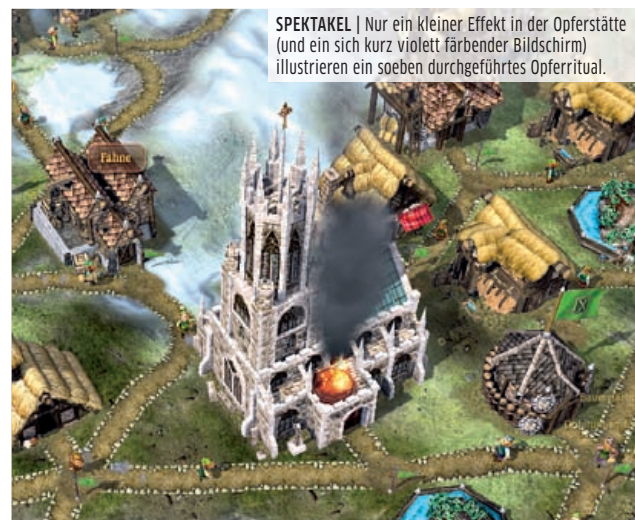 SPEKTAKEL | Nur ein kleiner Effekt in der Opferstätte
(und ein sich kurz violett färbender Bildschirm)
illustrieren ein soeben durchgeführtes Opferritual.
Fahne